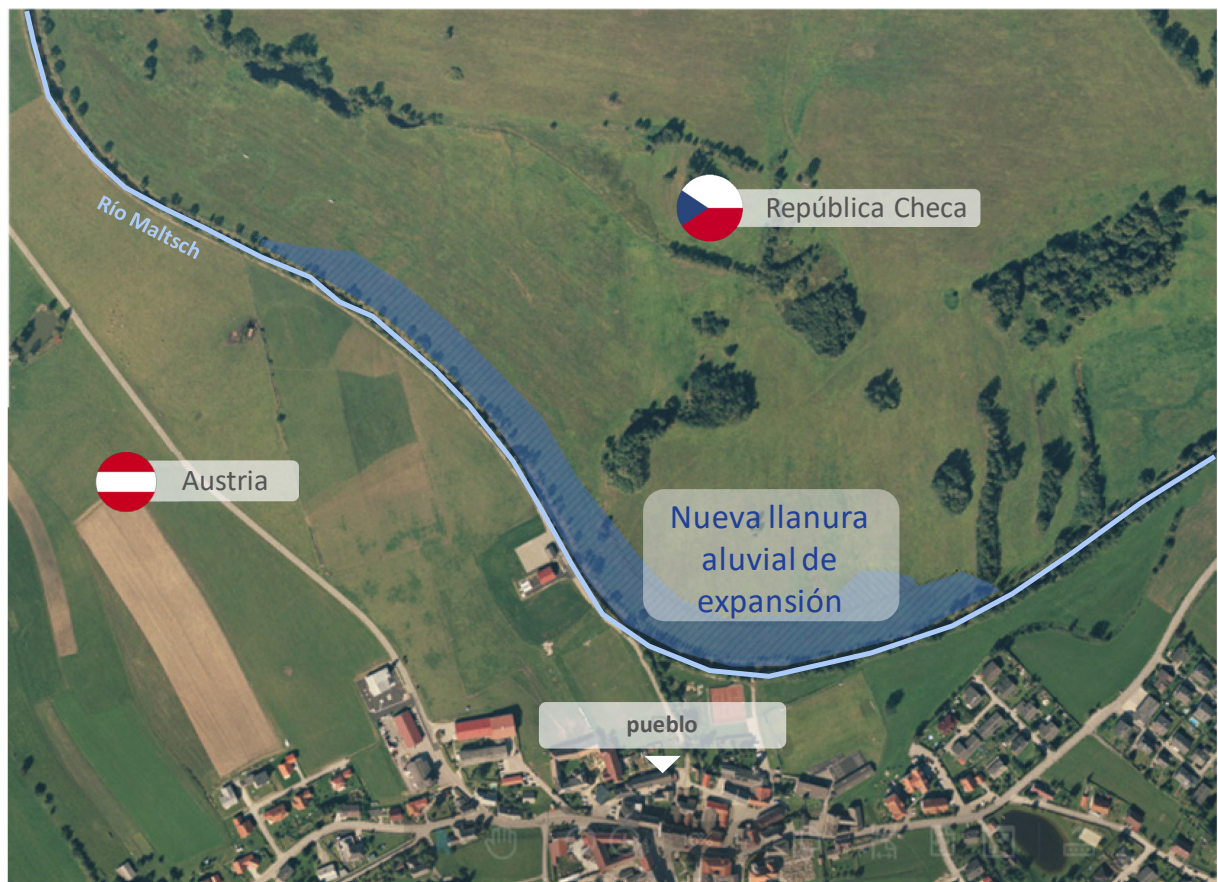 República Checa
Río Maltsch
Austria
Nueva llanura
aluvial de
expansión
pueblo